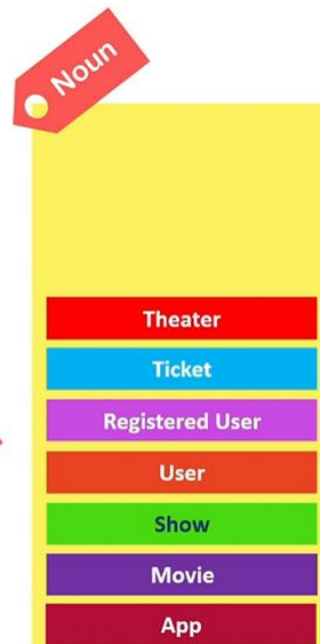 Noun
Theater
Ticket
Registered User
User
Show
Movie
App